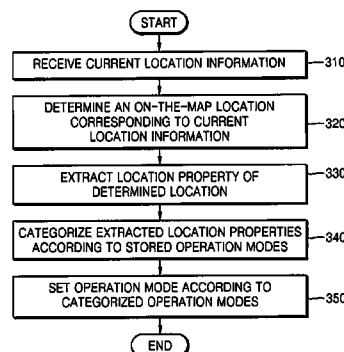 START
RECEIVE CURRENT LOCATION INFORMATION
310
DETERMINE AN ON-THE-MAP LOCATION
CORRESPONDING TO CURRENT
LOCATION INFORMATION
320
EXTRACT LOCATION PROPERTY OF
DETERMINED LOCATION
330
CATEGORIZE EXTRACTED LOCATION PROPERTIES
ACCORDING TO STORED OPERATION MODES
340
SET OPERATION MODE ACCORDING TO
CATEGORIZED OPERATION MODES
350
END